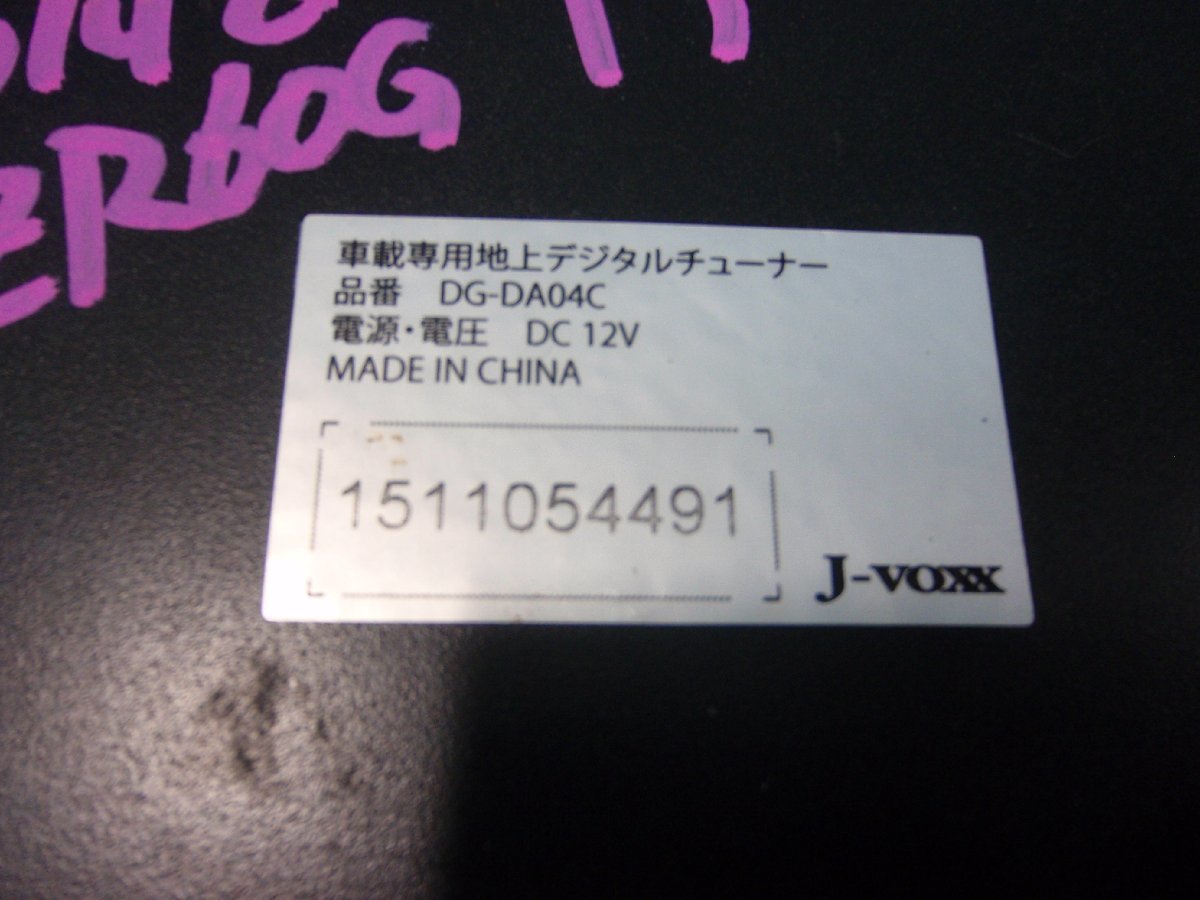 車載専用地上デジタルチューナー
品番 DG-DA04C
電源・電圧 DC 12V
MADE IN CHINA
1511054491
J-VOXX